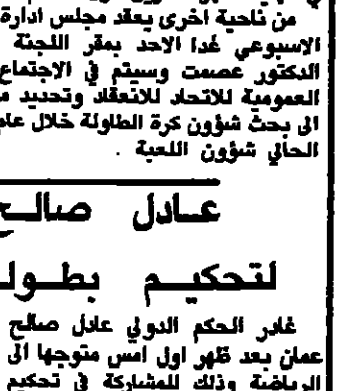 من ناحية اخرى يعقد مجلس ادارة
الاسبوعي غدا الاحد بمقر اللجنة
الدكتور عصمت وسيتم في الاجتماع
العمومية للاتحاد للانعقاد وتحديد
الى بحث شؤون كرة الطاولة خلال
الحالي شؤون اللعبة .
عادل صالح
لتحكيم
غادر الحكم الدولي عادل صالح
عمان بعد ظهر اول امس متوجها الى
الرياضة وذلك للمشاركة في تحكيم